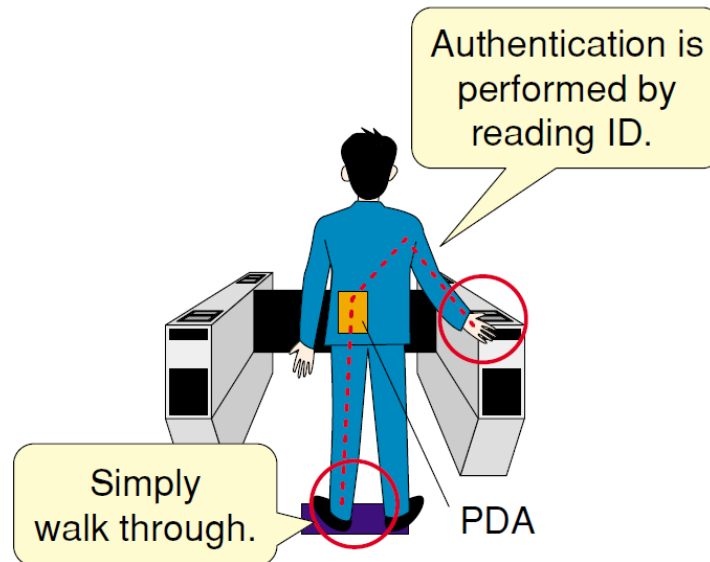 Authentication is
performed by
reading ID.
Simply
walk through.
PDA